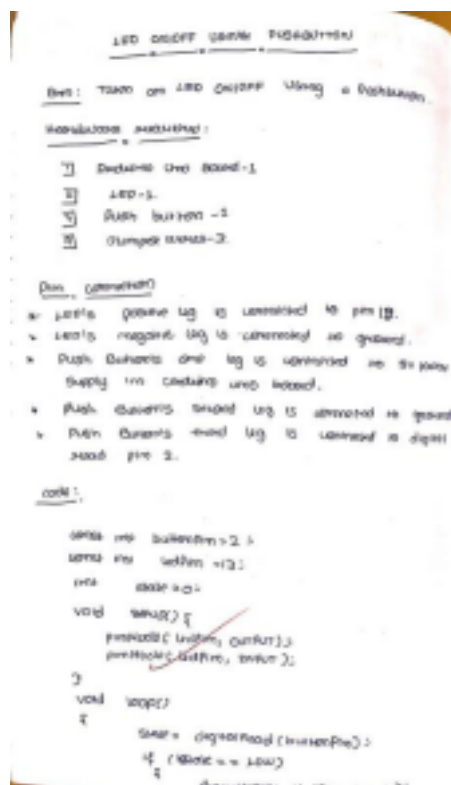 LED ON/OFF USING PUSHBUTTON
Aim: Turn on LED ON/OFF using a Pushbutton.
Hardware required:
1] Arduino Uno Board-1
2] LED-1.
3] Push button-1
4] Jumper wires-3.
Pin connection
* LED's positive leg is connected to pin 13.
* LED's negative leg is connected to ground.
* Push Button's one leg is connected to 5v power
supply in arduino uno board.
* Push Button's second leg is connected to ground
* Push Button's leg is connected to digital
read pin 2.
code:
const int buttonPin=2;
const int ledPin =13;
int state=0;
void setup() {
pinMode( ledPin, OUTPUT);
pinMode( , INPUT);
}
void loop()
{
state= digitalRead(buttonPin);
if (state == LOW)
{